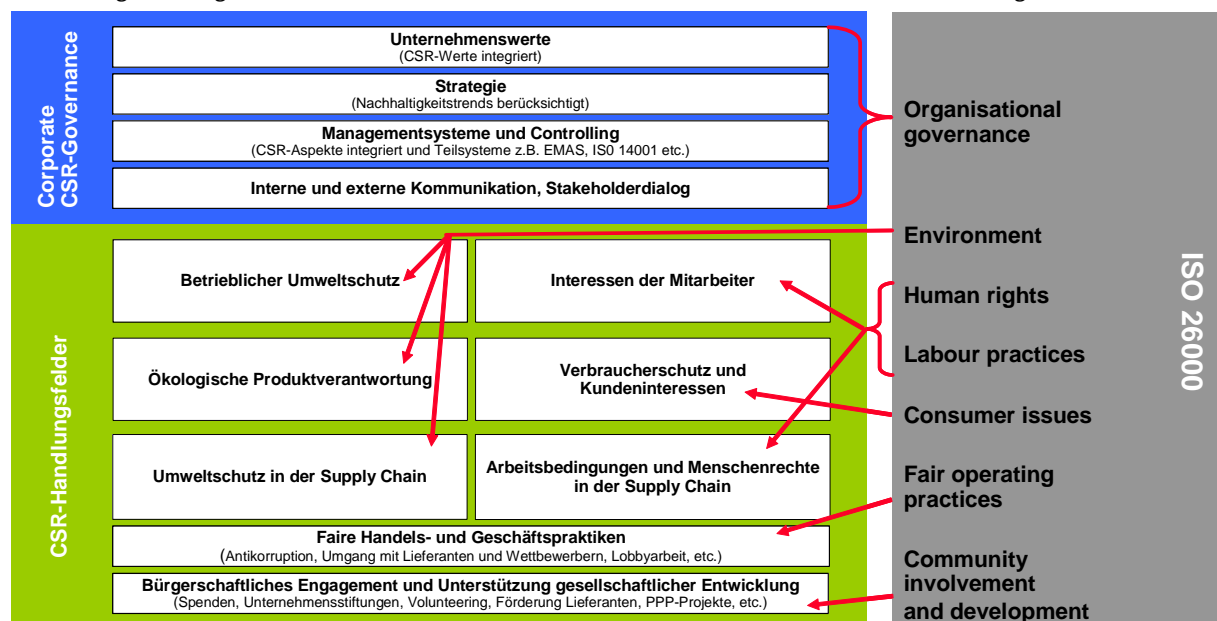 Corporate
CSR-Governance
Unternehmenswerte
(CSR-Werte integriert)
Strategie
(Nachhaltigkeitstrends berücksichtigt)
Managementsysteme und Controlling
(CSR-Aspekte integriert und Teilsysteme z.B. EMAS, IS0 14001 etc.)
Interne und externe Kommunikation, Stakeholderdialog
CSR-Handlungsfelder
Betrieblicher Umweltschutz
Interessen der Mitarbeiter
Ökologische Produktverantwortung
Verbraucherschutz und
Kundeninteressen
Umweltschutz in der Supply Chain
Arbeitsbedingungen und Menschenrechte
in der Supply Chain
Faire Handels- und Geschäftspraktiken
(Antikorruption, Umgang mit Lieferanten und Wettbewerbern, Lobbyarbeit, etc.)
Bürgerschaftliches Engagement und Unterstützung gesellschaftlicher Entwicklung
(Spenden, Unternehmensstiftungen, Volunteering, Förderung Lieferanten, PPP-Projekte, etc.)
Organisational
governance
Environment
Human rights
Labour practices
Consumer issues
Fair operating
practices
Community
involvement
and development
ISO 26000